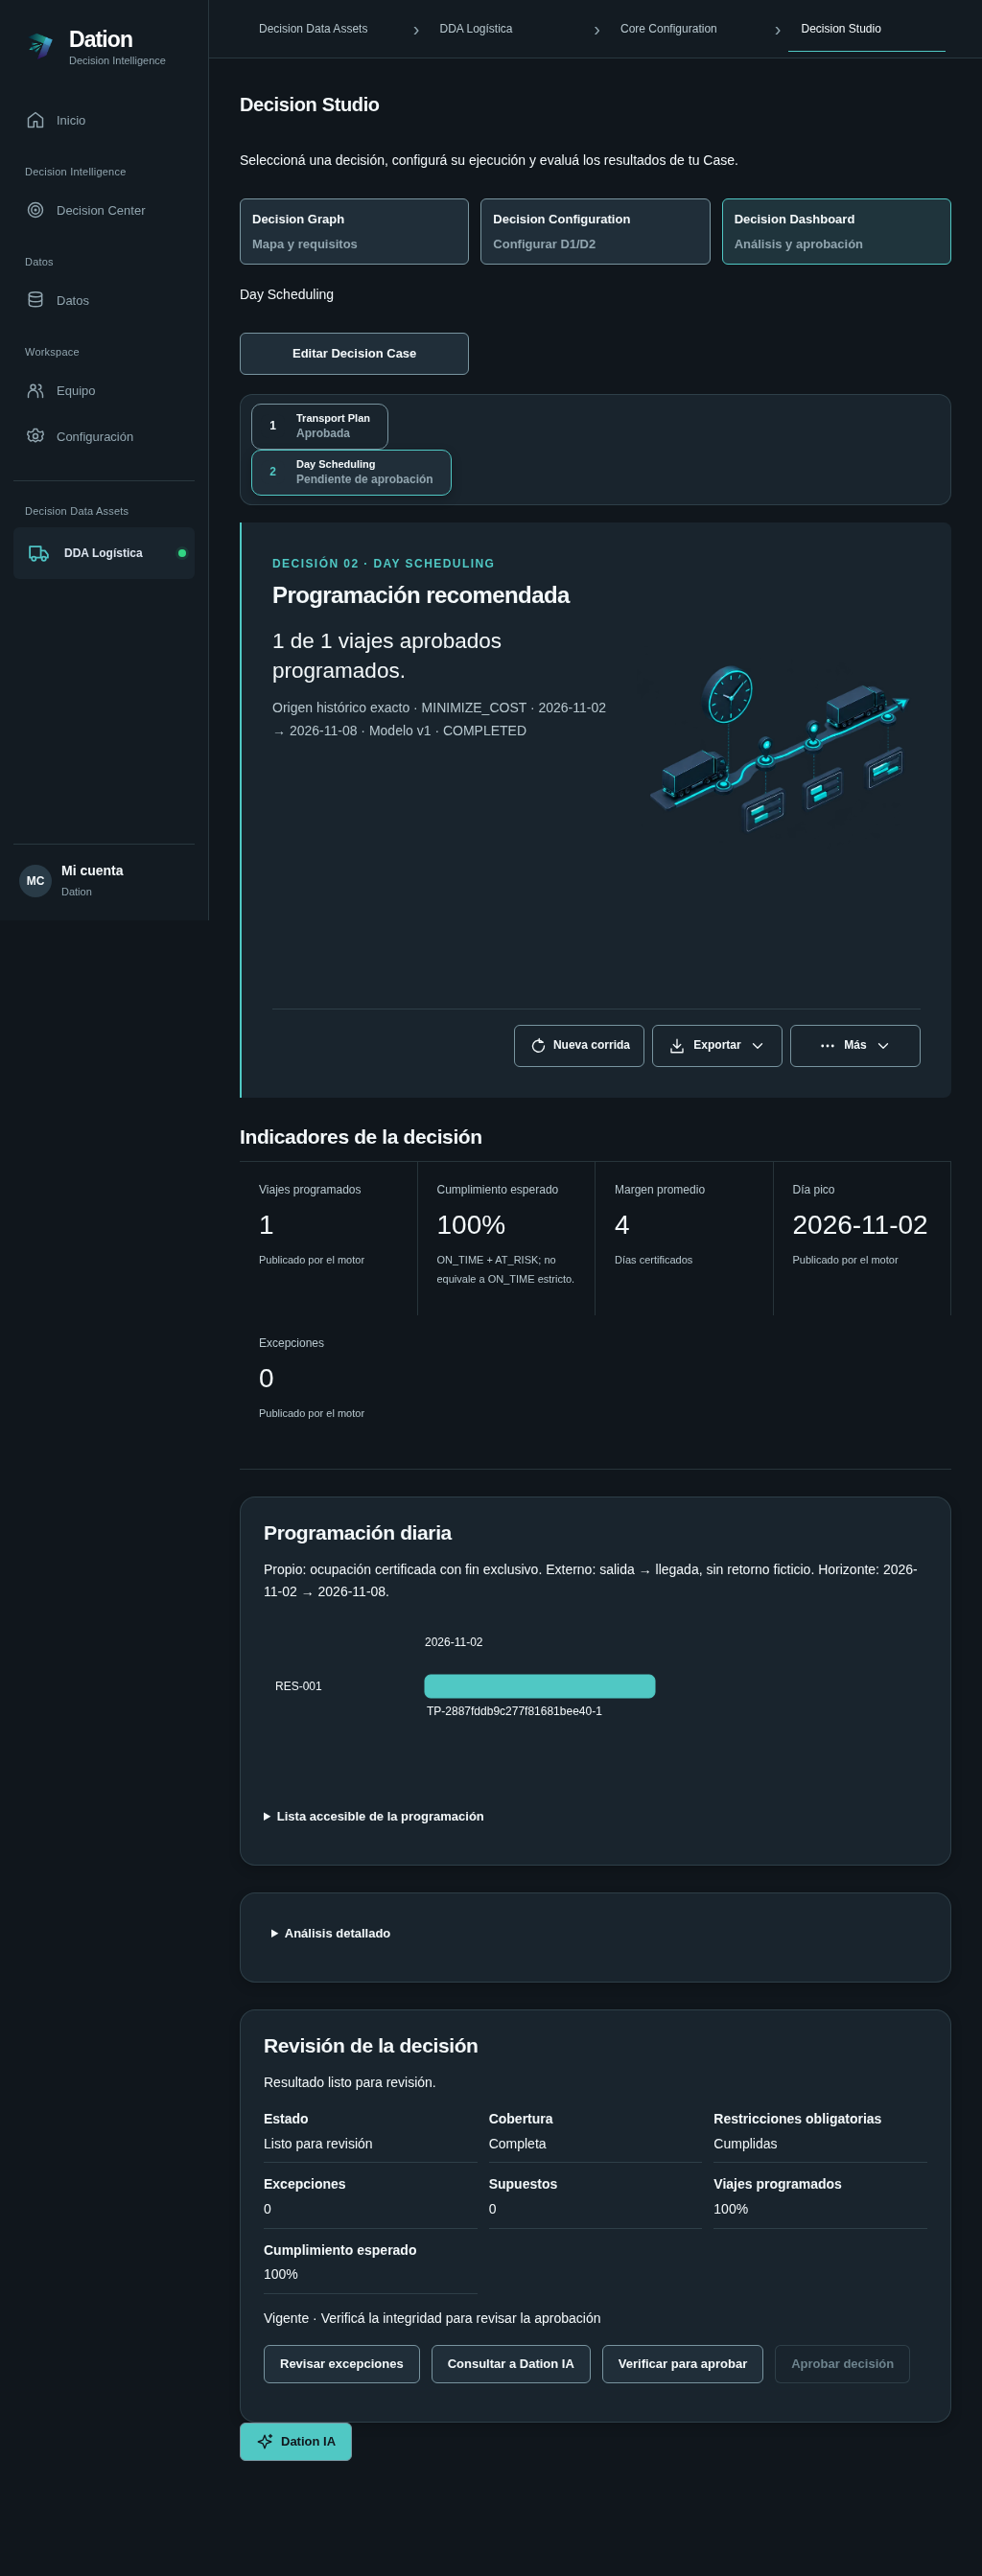 Dation
Decision Intelligence
Inicio
Decision Intelligence
Decision Center
Datos
Datos
Workspace
Equipo
Configuración
Decision Data Assets
DDA Logística
MC
Mi cuenta
Dation
Decision Data Assets
DDA Logística
Core Configuration
Decision Studio
Decision Studio
Seleccioná una decisión, configurá su ejecución y evaluá los resultados de tu Case.
Decision Graph
Mapa y requisitos
Decision Configuration
Configurar D1/D2
Decision Dashboard
Análisis y aprobación
Day Scheduling
Editar Decision Case
1
Transport Plan
Aprobada
2
Day Scheduling
Pendiente de aprobación
DECISIÓN 02 · DAY SCHEDULING
Programación recomendada
1 de 1 viajes aprobados
programados.
Origen histórico exacto · MINIMIZE_COST · 2026-11-02
→ 2026-11-08 · Modelo v1 · COMPLETED
Nueva corrida
Exportar
Más
Indicadores de la decisión
Viajes programados
1
Publicado por el motor
Cumplimiento esperado
100%
ON_TIME + AT_RISK; no
equivale a ON_TIME estricto.
Margen promedio
4
Días certificados
Día pico
2026-11-02
Publicado por el motor
Excepciones
0
Publicado por el motor
Programación diaria
Propio: ocupación certificada con fin exclusivo. Externo: salida → llegada, sin retorno ficticio. Horizonte: 2026-
11-02 → 2026-11-08.
2026-11-02
RES-001
TP-2887fddb9c277f81681bee40-1
Lista accesible de la programación
Análisis detallado
Revisión de la decisión
Resultado listo para revisión.
Estado
Listo para revisión
Cobertura
Completa
Restricciones obligatorias
Cumplidas
Excepciones
0
Supuestos
0
Viajes programados
100%
Cumplimiento esperado
100%
Vigente · Verificá la integridad para revisar la aprobación
Revisar excepciones
Consultar a Dation IA
Verificar para aprobar
Aprobar decisión
Dation IA